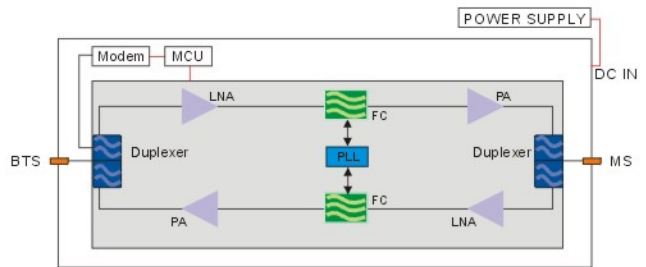 POWER SUPPLY
Modem
MCU
DC IN
LNA
PA
FC
BTS
Duplexer
PLL
Duplexer
MS
FC
PA
LNA